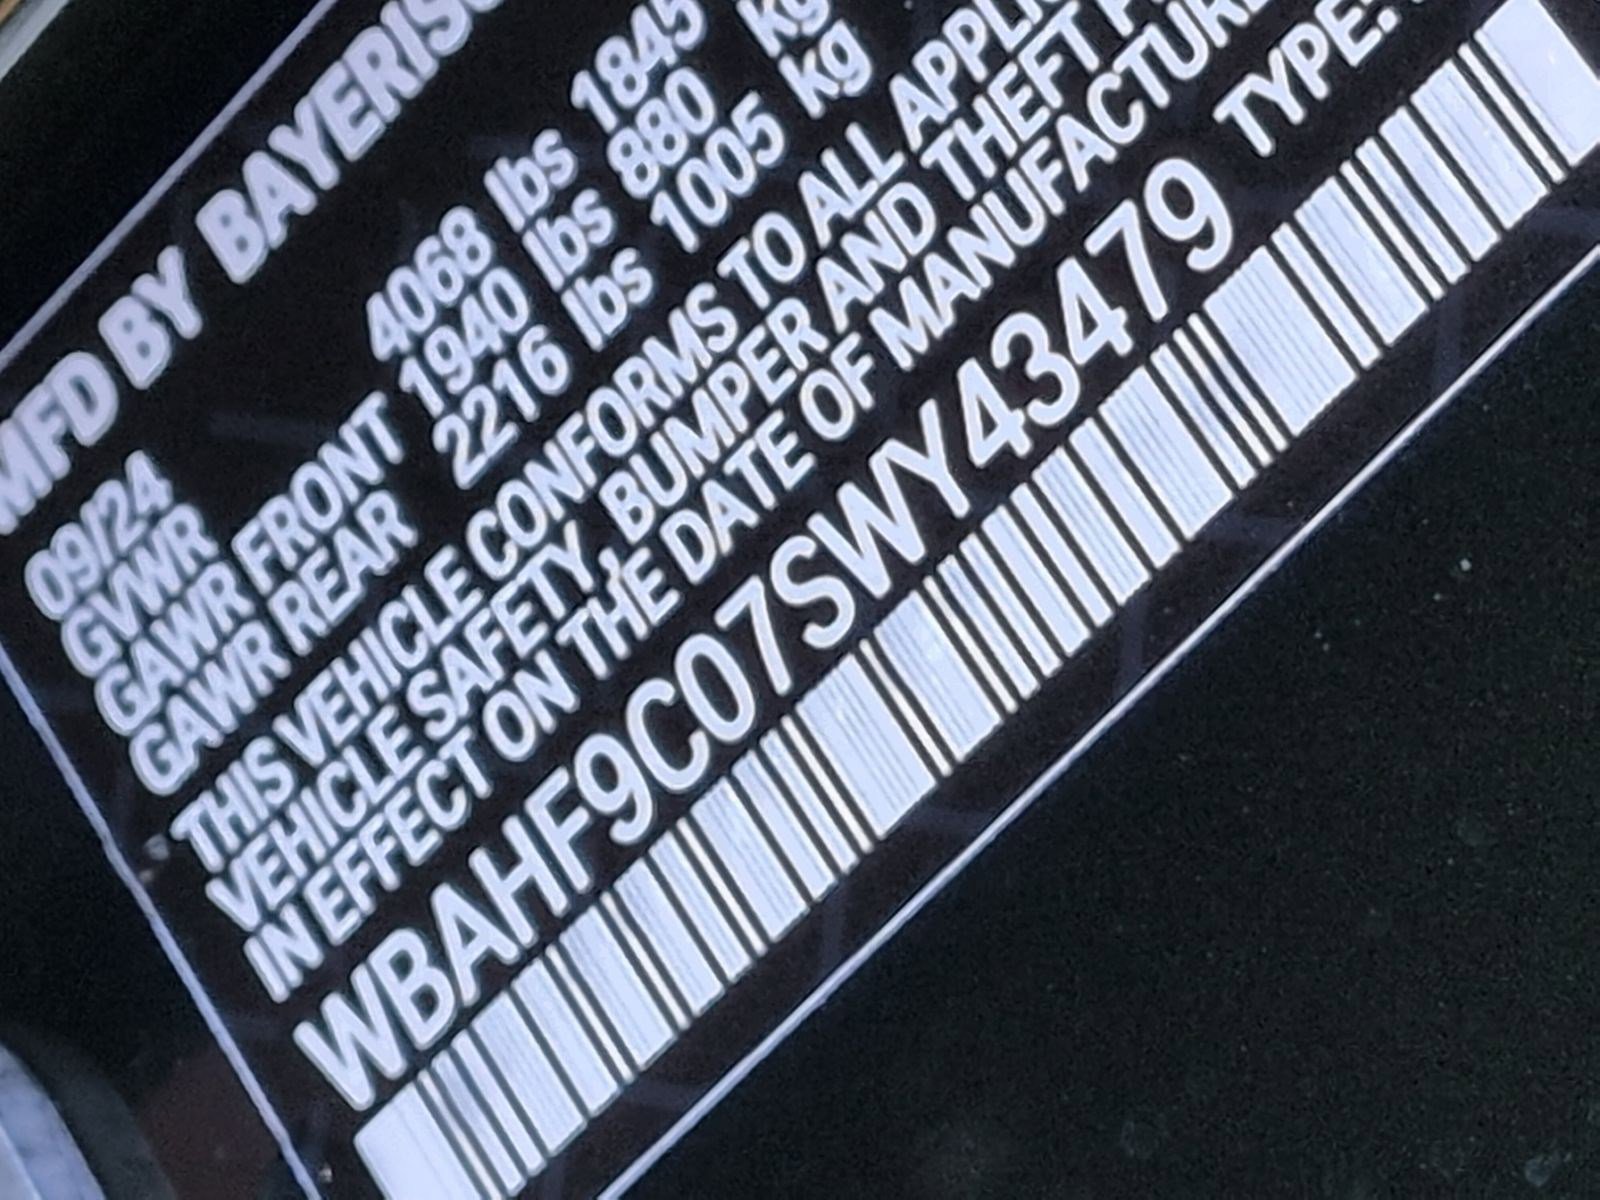 MFD BY BAYERISC
09/24
GVWR 4068 lbs 1845 kg
GAWR FRONT 1940 lbs 880 kg
GAWR REAR 2216 lbs 1005 kg
THIS VEHICLE CONFORMS TO ALL APPLIC
VEHICLE SAFETY, BUMPER AND THEFT
IN EFFECT ON THE DATE OF MANUFACTURE
WBAHF9C07SWY43479 TYPE: